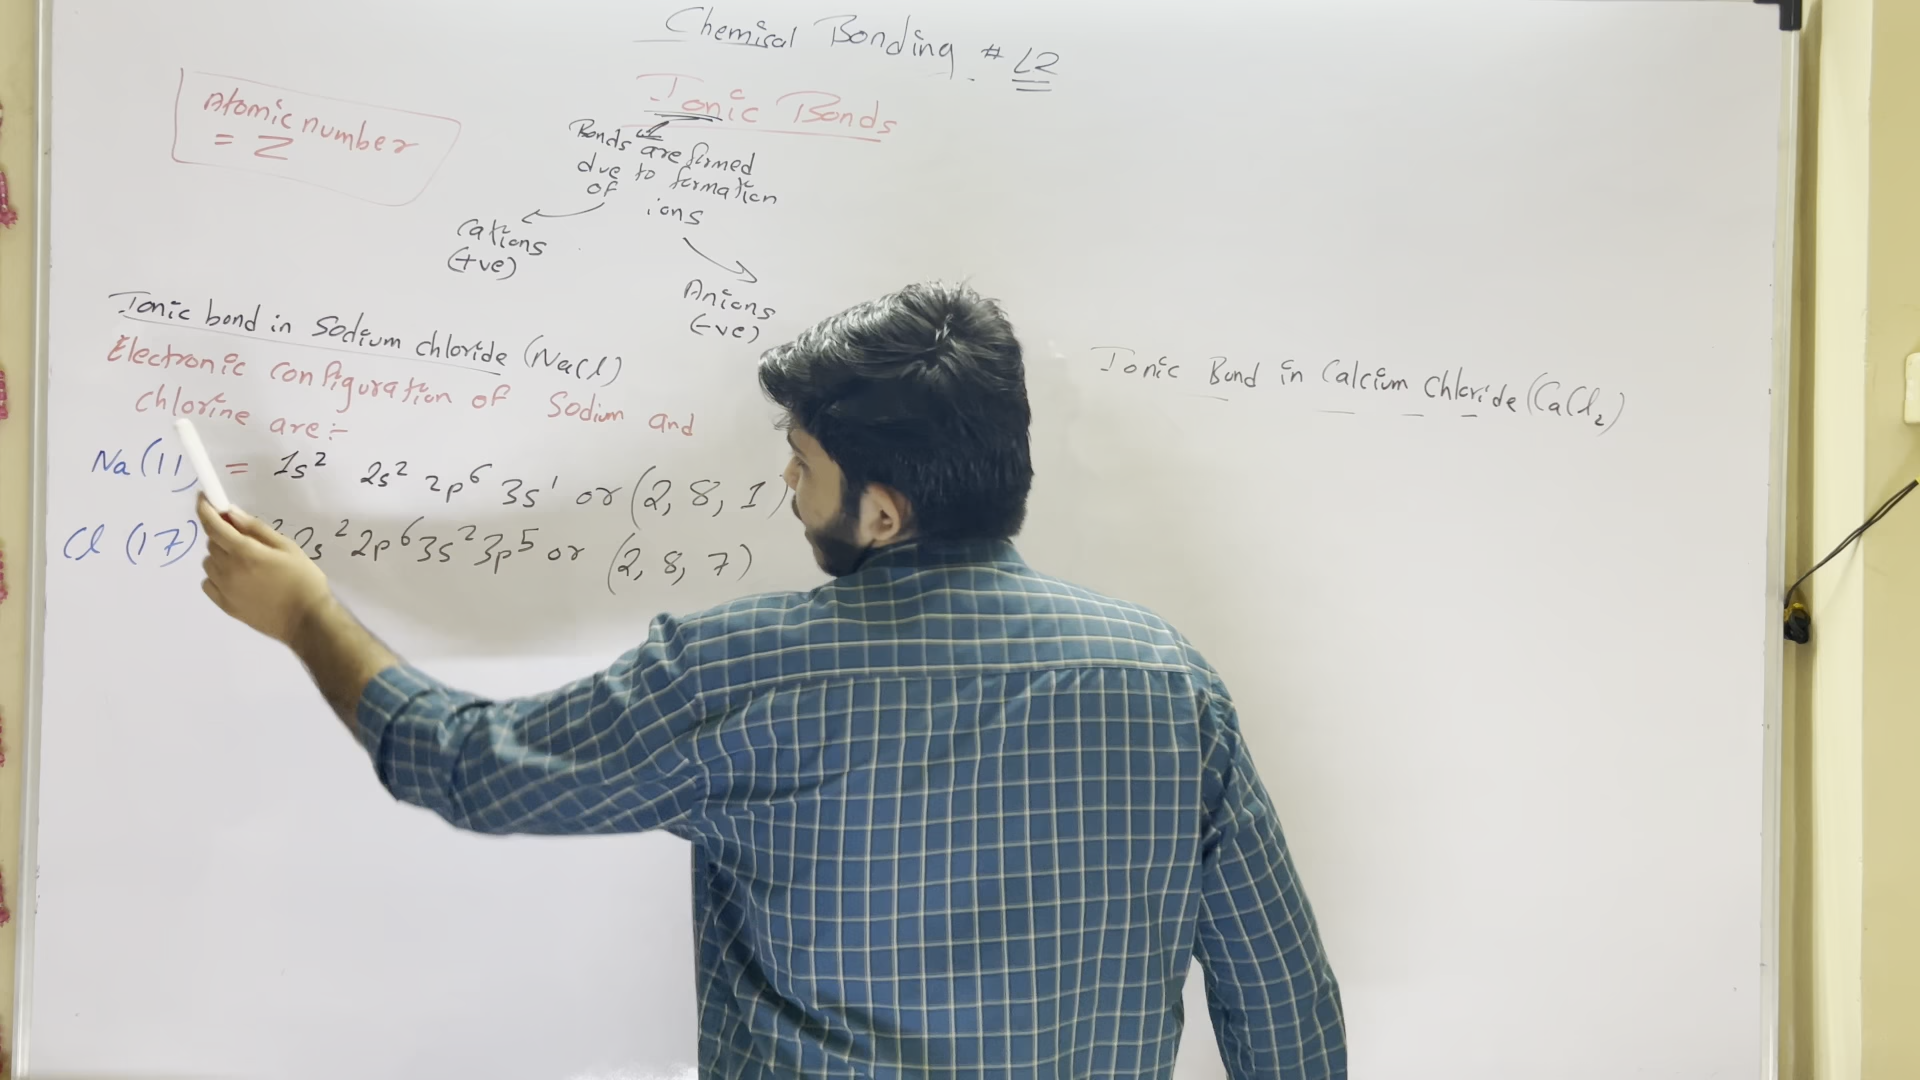 Chemical Bonding # L2
Ionic Bonds
Atomic number
= Z
Bonds are formed
due to formation
of ions
Cations
(+ve)
Anions
(-ve)
Ionic bond in Sodium chloride (NaCl)
Electronic configuration of Sodium and
chlorine are:-
Na (11) = 1s² 2s² 2p⁶ 3s¹ or (2, 8, 1)
Cl (17) ² 2s² 2p⁶ 3s² 3p⁵ or (2, 8, 7)
Ionic Bond in Calcium Chloride (CaCl₂)